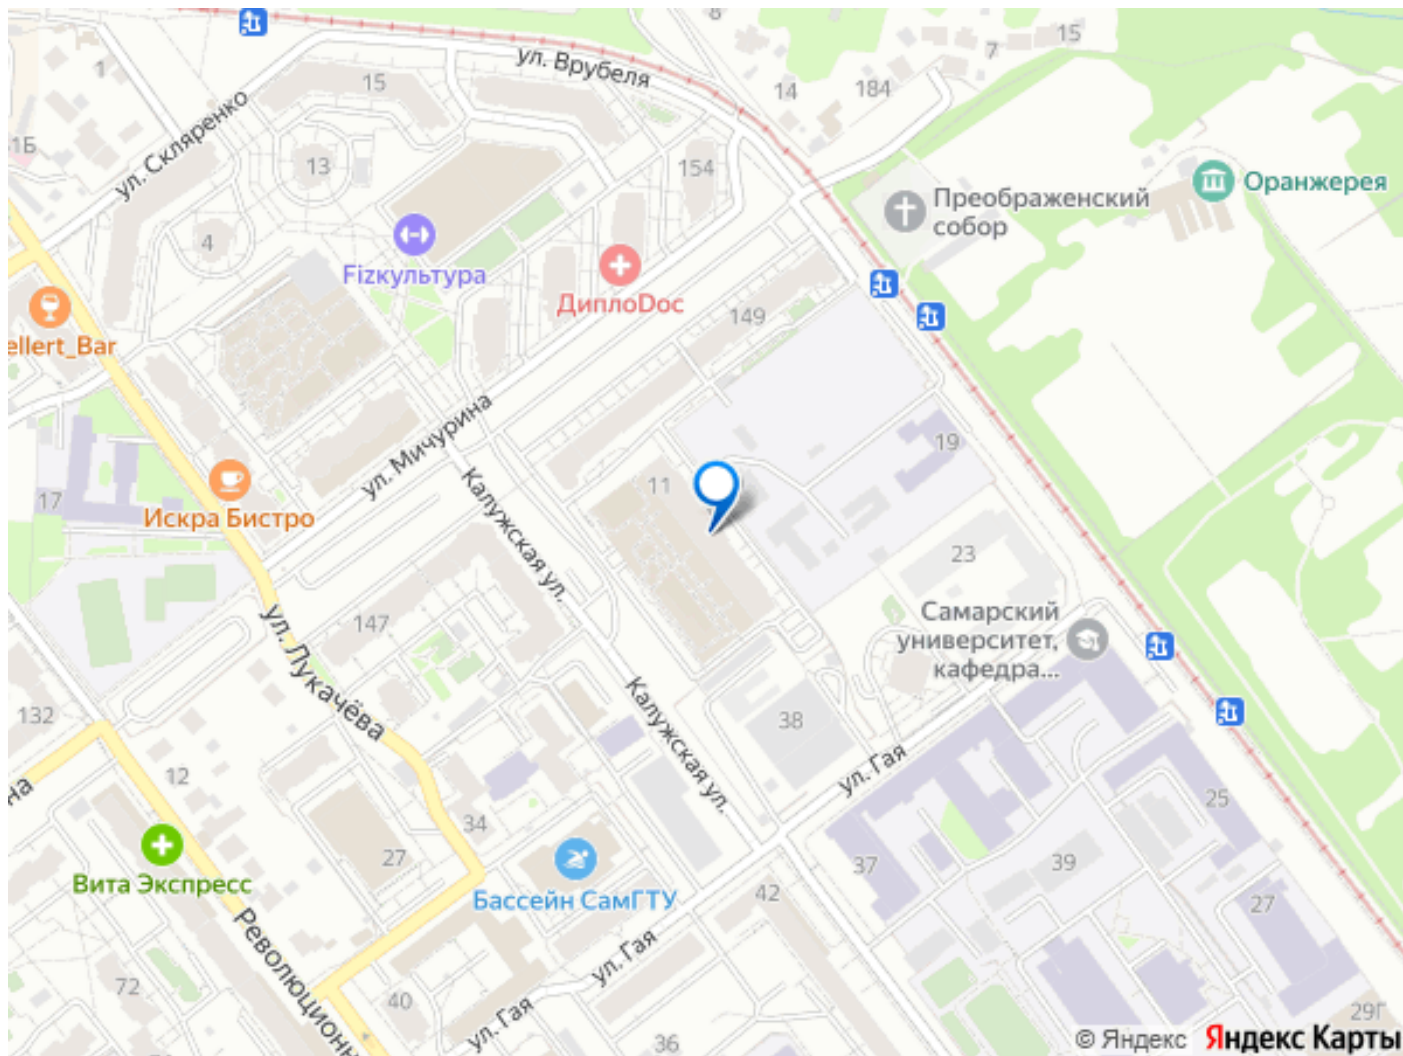 8
15
7
ул. Врубеля
1
15
14
184
1Б
ул. Скляренко
13
154
Оранжерея
Преображенский
собор
4
Fizкультура
ДиплоDoc
149
ellert_Bar
ул. Мичурина
19
17
Искра Бистро
11
Калужская ул.
23
Самарский
университет,
кафедра...
147
ул. Лукачёва
132
Калужская ул.
38
на
12
ул. Гая
34
25
27
37
39
Вита Экспресс
Бассейн СамГТУ
42
27
Революционн
ул. Гая
72
40
ул. Гая
36
29Г
© Яндекс Яндекс Карты